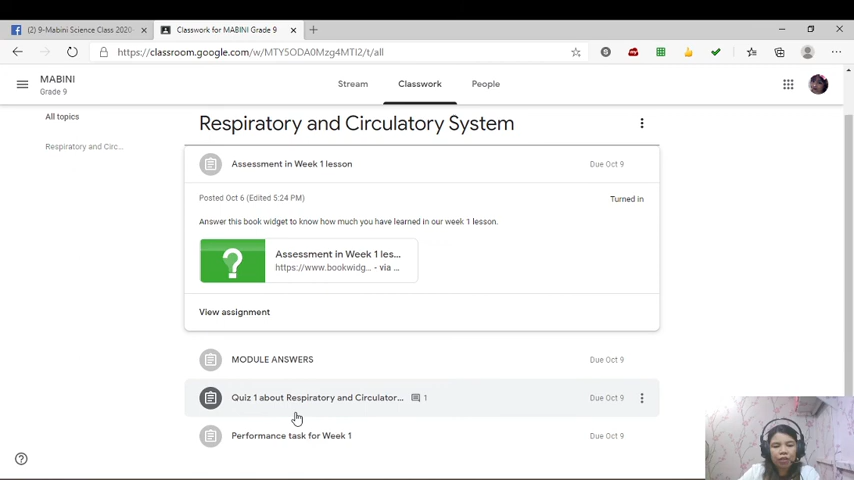 (2) 9-Mabini Science Class 2020-
Classwork for MABINI Grade 9
https://classroom.google.com/w/MTY5ODA0Mzg4MTI2/t/all
MABINI
Grade 9
Stream
Classwork
People
All topics
Respiratory and Circ...
Respiratory and Circulatory System
Assessment in Week 1 lesson
Due Oct 9
Posted Oct 6 (Edited 5:24 PM)
Turned in
Answer this book widget to know how much you have learned in our week 1 lesson.
Assessment in Week 1 les...
https://www.bookwidg... - via ...
View assignment
MODULE ANSWERS
Due Oct 9
Quiz 1 about Respiratory and Circulator...
1
Due Oct 9
Performance task for Week 1
Due Oct 9